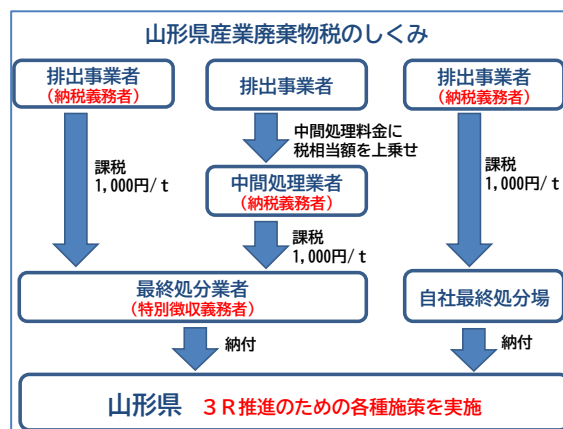 山形県産業廃棄物税のしくみ
排出事業者
(納税義務者)
排出事業者
排出事業者
(納税義務者)
中間処理料金に
税相当額を上乗せ
課税
1,000円/ｔ
中間処理業者
(納税義務者)
課税
1,000円/ｔ
課税
1,000円/ｔ
最終処分業者
(特別徴収義務者)
自社最終処分場
納付
納付
山形県 ３Ｒ推進のための各種施策を実施